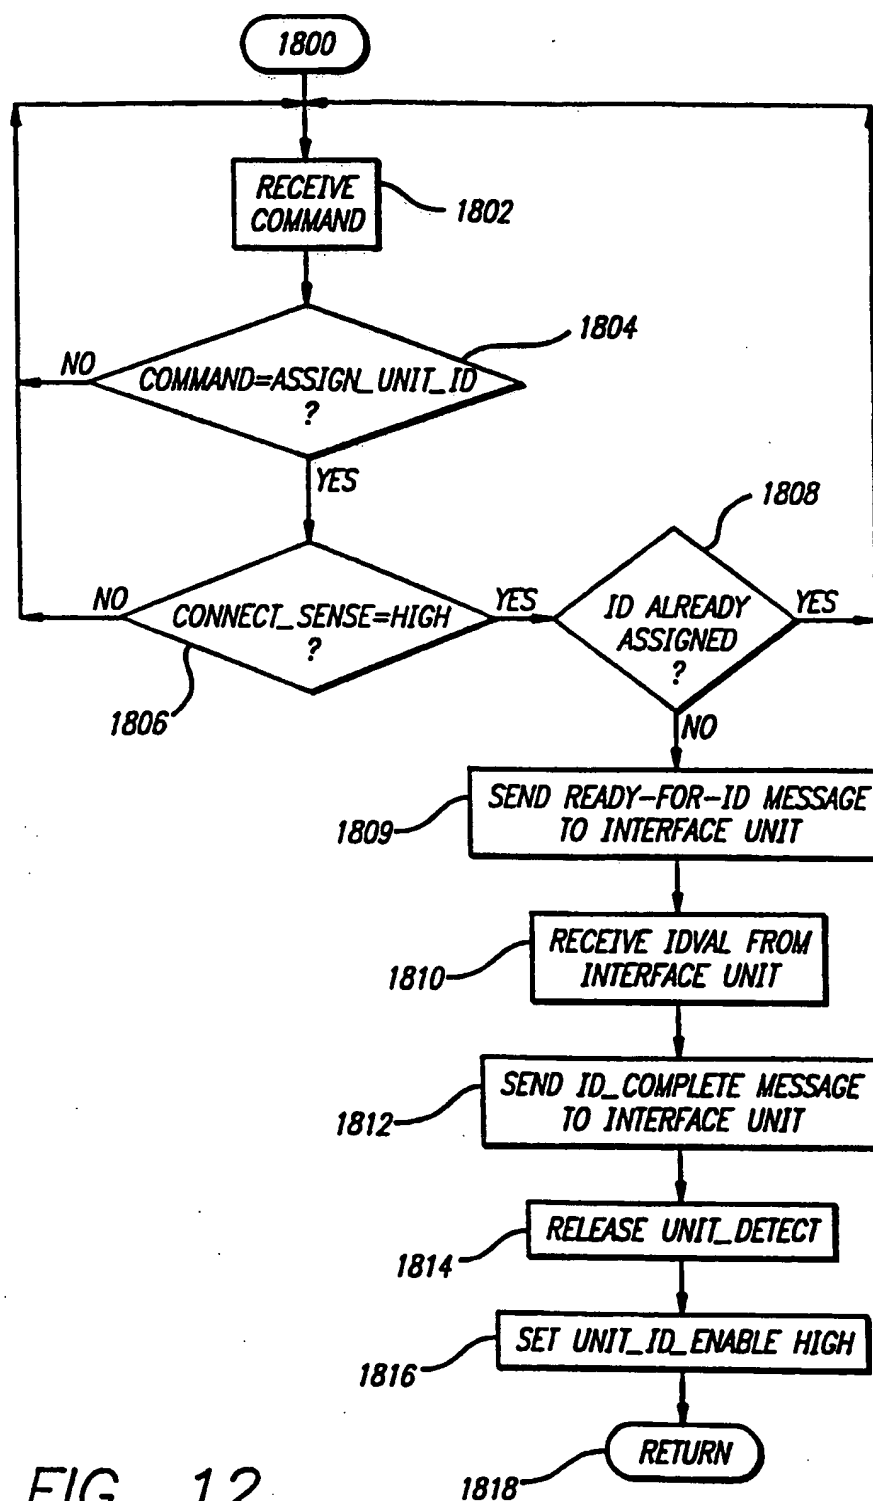 1800
RECEIVE
COMMAND
1802
1804
NO
COMMAND=ASSIGN_UNIT_ID
?
YES
1808
NO
CONNECT_SENSE=HIGH
?
YES
ID ALREADY
ASSIGNED
?
YES
1806
NO
SEND READY-FOR-ID MESSAGE
TO INTERFACE UNIT
1809
RECEIVE IDVAL FROM
INTERFACE UNIT
1810
SEND ID_COMPLETE MESSAGE
TO INTERFACE UNIT
1812
RELEASE UNIT_DETECT
1814
SET UNIT_ID_ENABLE HIGH
1816
RETURN
1818
FIG. 12